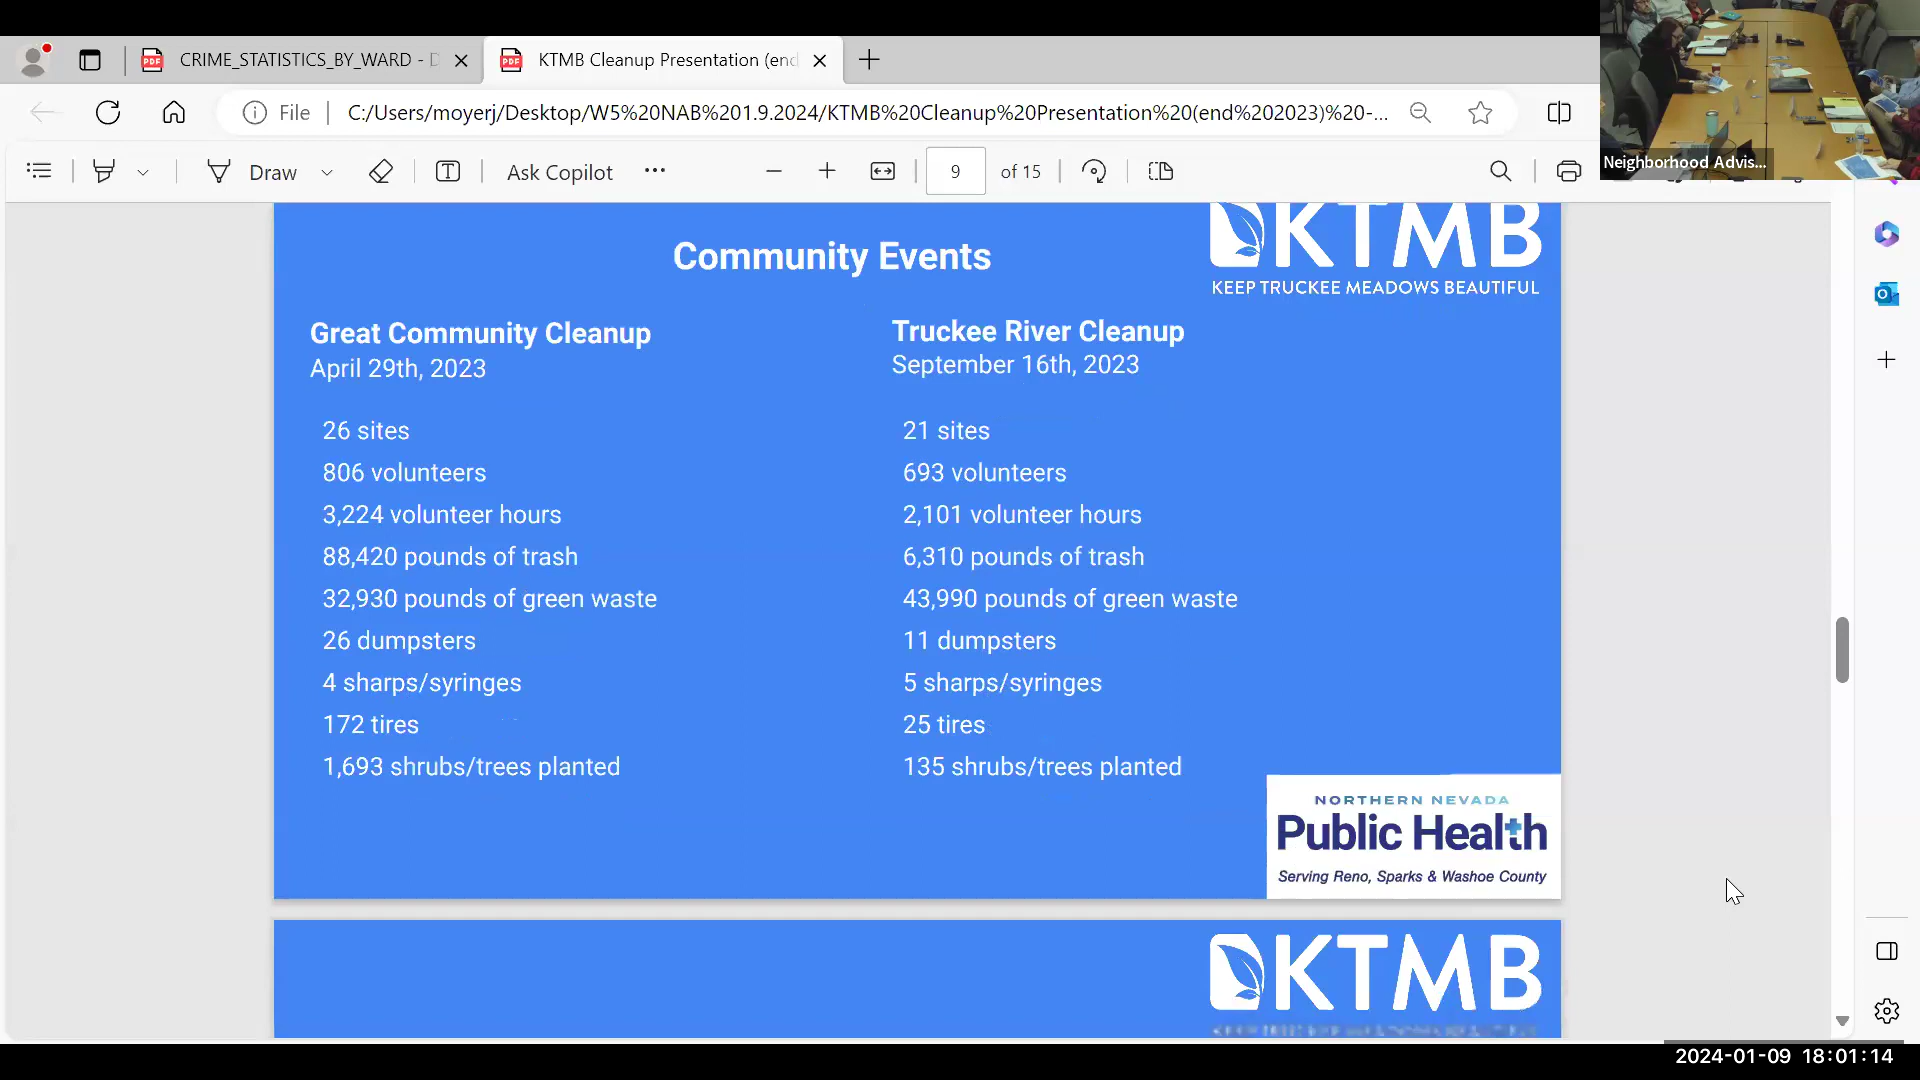 CRIME_STATISTICS_BY_WARD - D
KTMB Cleanup Presentation (end
File
C:/Users/moyerj/Desktop/W5%20NAB%201.9.2024/KTMB%20Cleanup%20Presentation%20(end%202023)%20-...
Neighborhood Advis...
Draw
Ask Copilot
9
of 15
KTMB
KEEP TRUCKEE MEADOWS BEAUTIFUL
Community Events
Great Community Cleanup
April 29th, 2023
26 sites
806 volunteers
3,224 volunteer hours
88,420 pounds of trash
32,930 pounds of green waste
26 dumpsters
4 sharps/syringes
172 tires
1,693 shrubs/trees planted
Truckee River Cleanup
September 16th, 2023
21 sites
693 volunteers
2,101 volunteer hours
6,310 pounds of trash
43,990 pounds of green waste
11 dumpsters
5 sharps/syringes
25 tires
135 shrubs/trees planted
NORTHERN NEVADA
Public Health
Serving Reno, Sparks & Washoe County
KTMB
2024-01-09 18:01:14